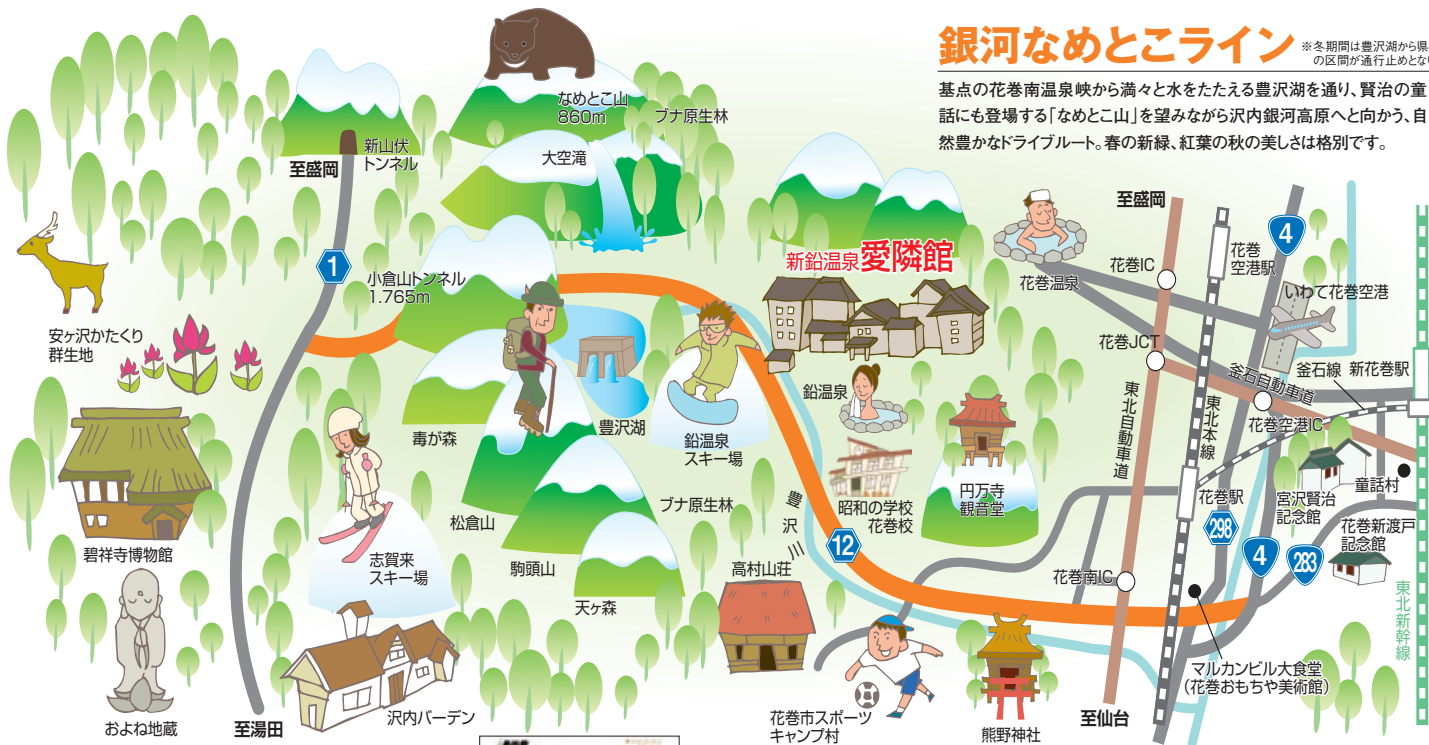 銀河なめとこライン
※冬期間は豊沢湖から県
の区間が通行止めとな
基点の花巻南温泉峡から満々と水をたたえる豊沢湖を通り、賢治の童
話にも登場する「なめとこ山」を望みながら沢内銀河高原へと向かう、自
然豊かなドライブルート。春の新緑、紅葉の秋の美しさは格別です。
なめとこ山
860m
ブナ原生林
新山伏
トンネル
至盛岡
大空滝
1
小倉山トンネル
1.765m
安ヶ沢かたくり
群生地
新鉛温泉 愛隣館
花巻温泉
至盛岡
花巻IC
花巻
空港駅
4
いわて花巻空港
花巻JCT
釜石自動車道
釜石線
新花巻駅
東北自動車道
東北本線
花巻空港IC
毒が森
豊沢湖
鉛温泉
スキー場
鉛温泉
円万寺
観音堂
昭和の学校
花巻校
花巻駅
宮沢賢治
記念館
童話村
298
4
283
花巻新渡戸
記念館
碧祥寺博物館
志賀来
スキー場
松倉山
ブナ原生林
豊沢川
12
駒頭山
高村山荘
花巻南IC
天ヶ森
東北新幹線
マルカンビル大食堂
(花巻おもちゃ美術館)
およね地蔵
至湯田
沢内バーデン
花巻市スポーツ
キャンプ村
熊野神社
至仙台